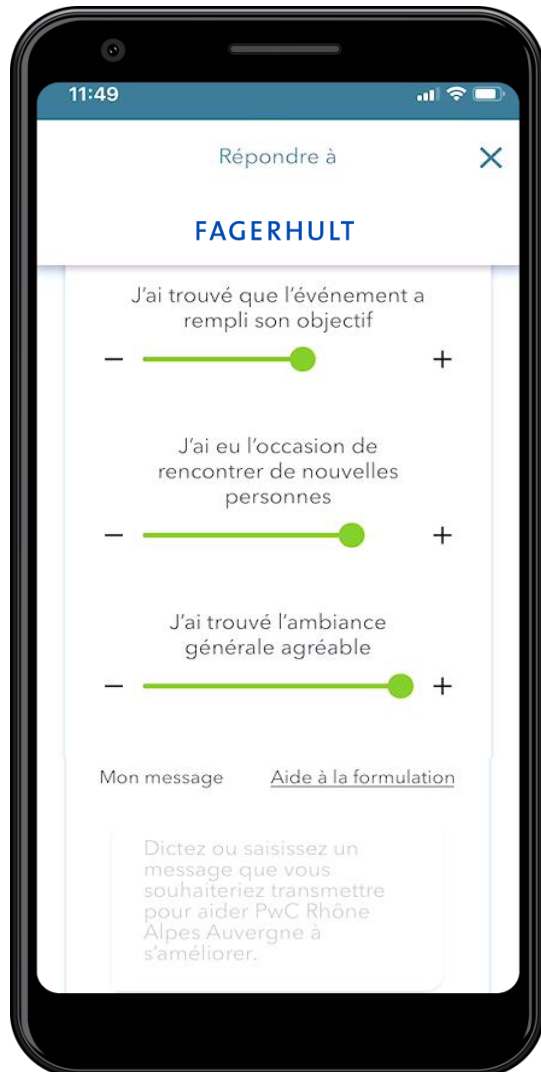 11:49
Répondre à
FAGERHULT
J'ai trouvé que l'événement a
rempli son objectif
J'ai eu l'occasion de
rencontrer de nouvelles
personnes
J'ai trouvé l'ambiance
générale agréable
Mon message Aide à la formulation
Dictez ou saisissez un
message que vous
souhaiteriez transmettre
pour aider PwC Rhône
Alpes Auvergne à
s'améliorer.